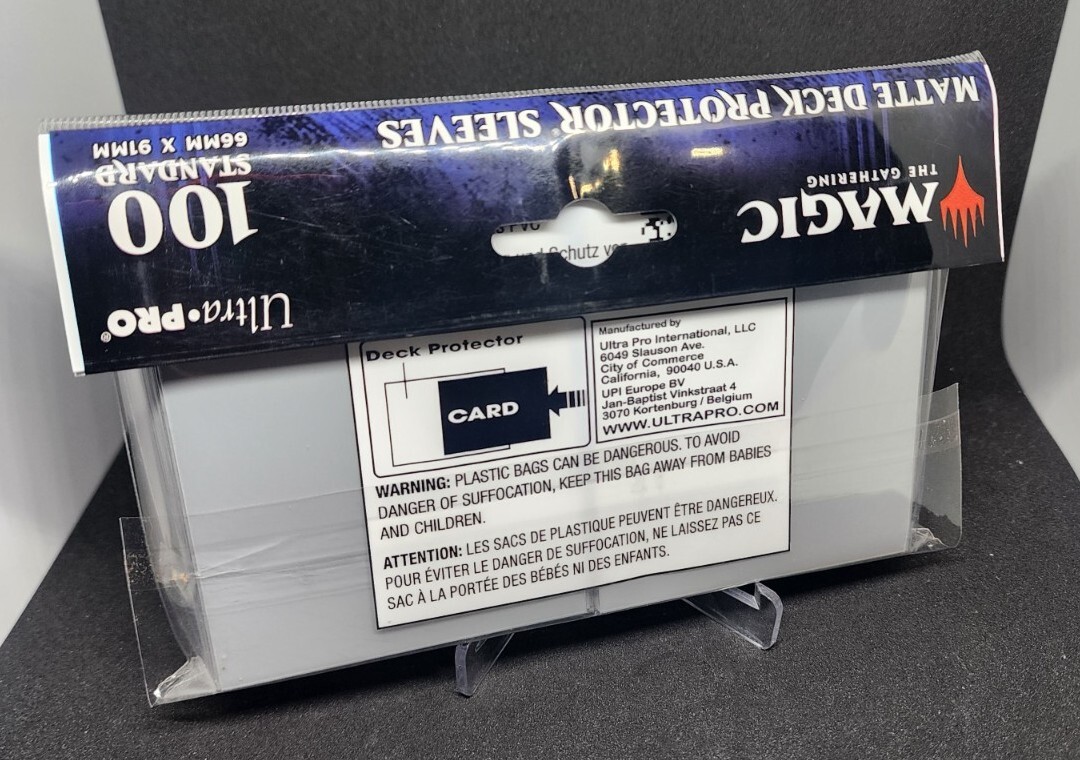 MATTE DECK PROTECTOR® SLEEVES
MAGIC
THE GATHERING
100
STANDARD
66MM X 91MM
Ultra•PRO®
PVC
und Schutz
Deck Protector
CARD
Manufactured by
Ultra Pro International, LLC
6049 Slauson Ave.
City of Commerce
California, 90040 U.S.A.
UPI Europe BV
Jan-Baptist Vinkstraat 4
3070 Kortenburg / Belgium
WWW.ULTRAPRO.COM
WARNING: PLASTIC BAGS CAN BE DANGEROUS. TO AVOID
DANGER OF SUFFOCATION, KEEP THIS BAG AWAY FROM BABIES
AND CHILDREN.
ATTENTION: LES SACS DE PLASTIQUE PEUVENT ÊTRE DANGEREUX.
POUR ÉVITER LE DANGER DE SUFFOCATION, NE LAISSEZ PAS CE
SAC À LA PORTÉE DES BÉBÉS NI DES ENFANTS.